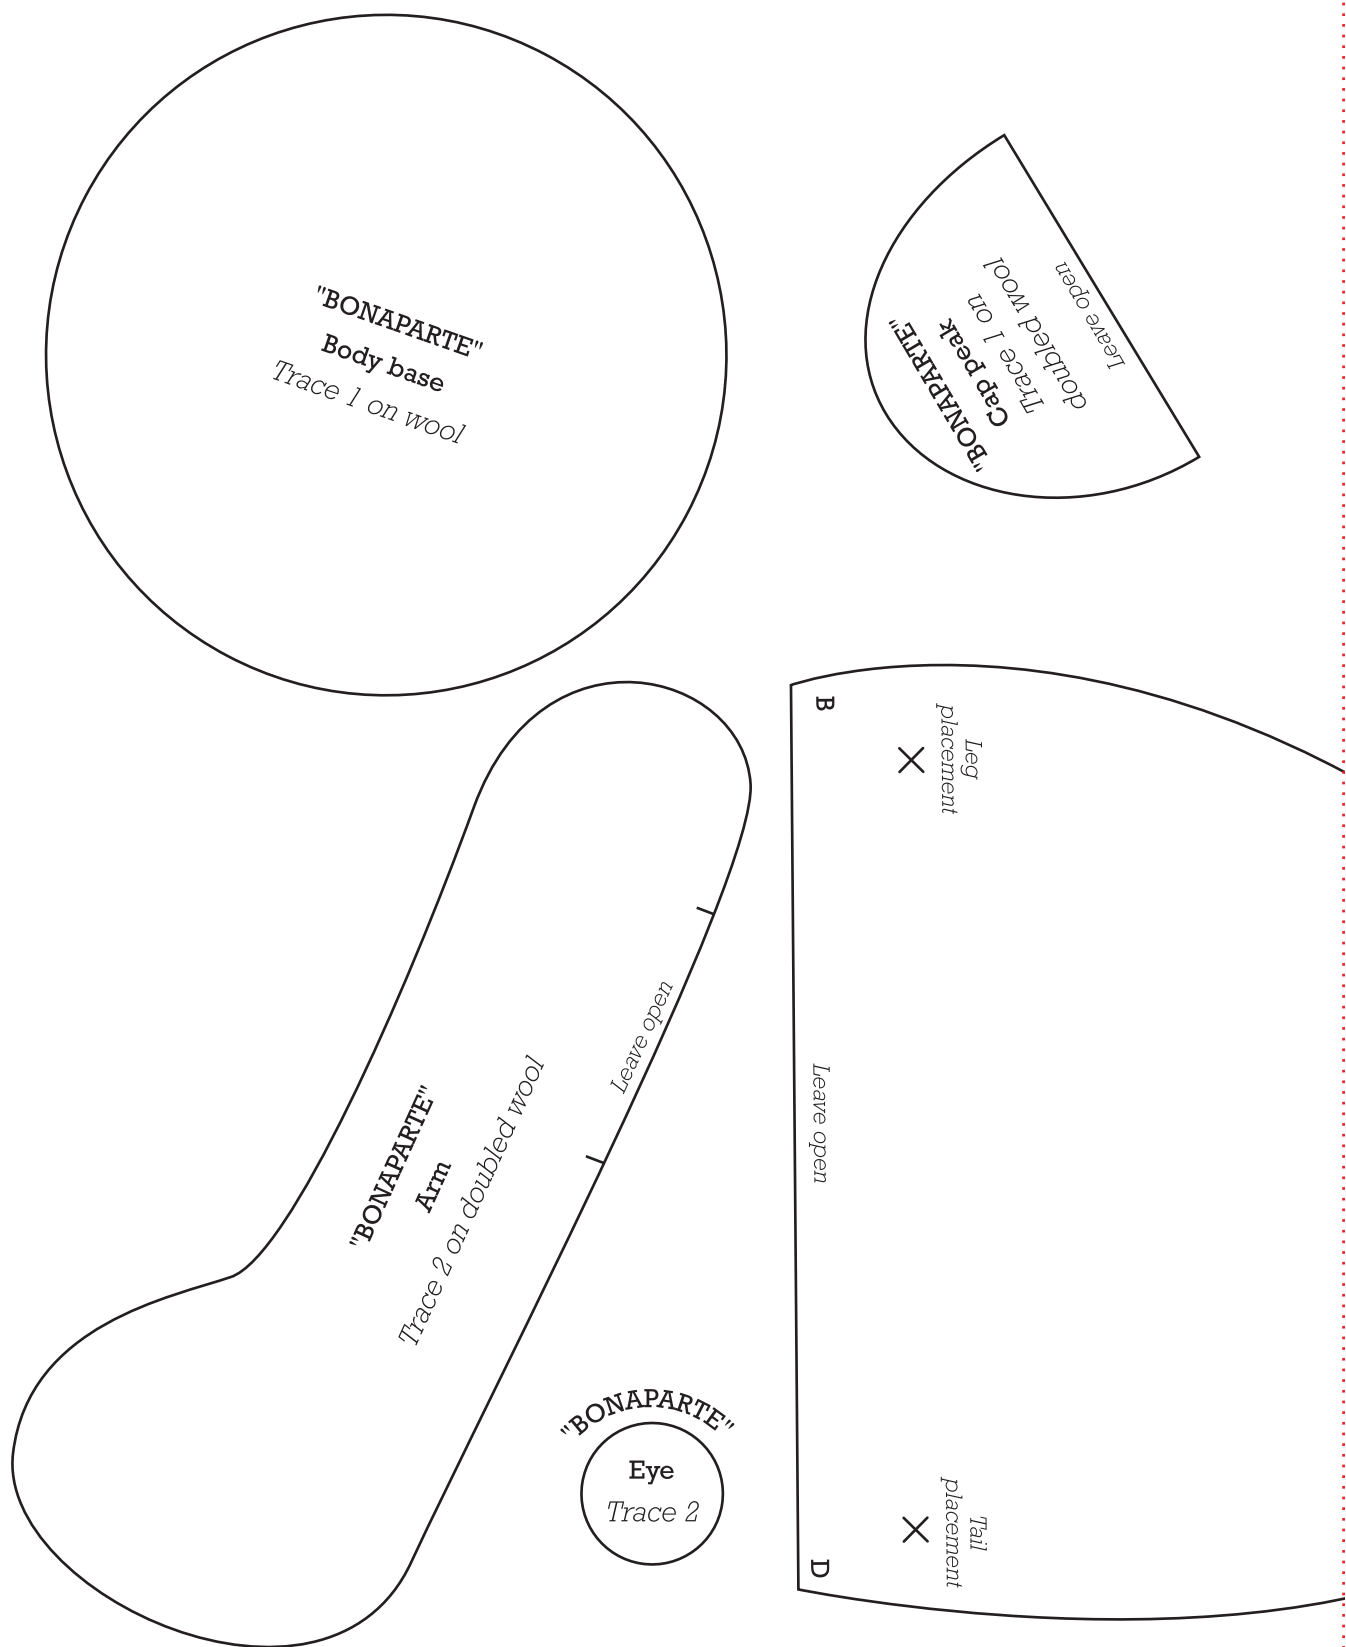 "BONAPARTE"
Body base
Trace 1 on wool
"BONAPARTE"
Cap peak
Trace 1 on
doubled wool
Leave open
B
Leg
placement
Leave open
Tail
placement
D
"BONAPARTE"
Arm
Trace 2 on doubled wool
Leave open
"BONAPARTE"
Eye
Trace 2